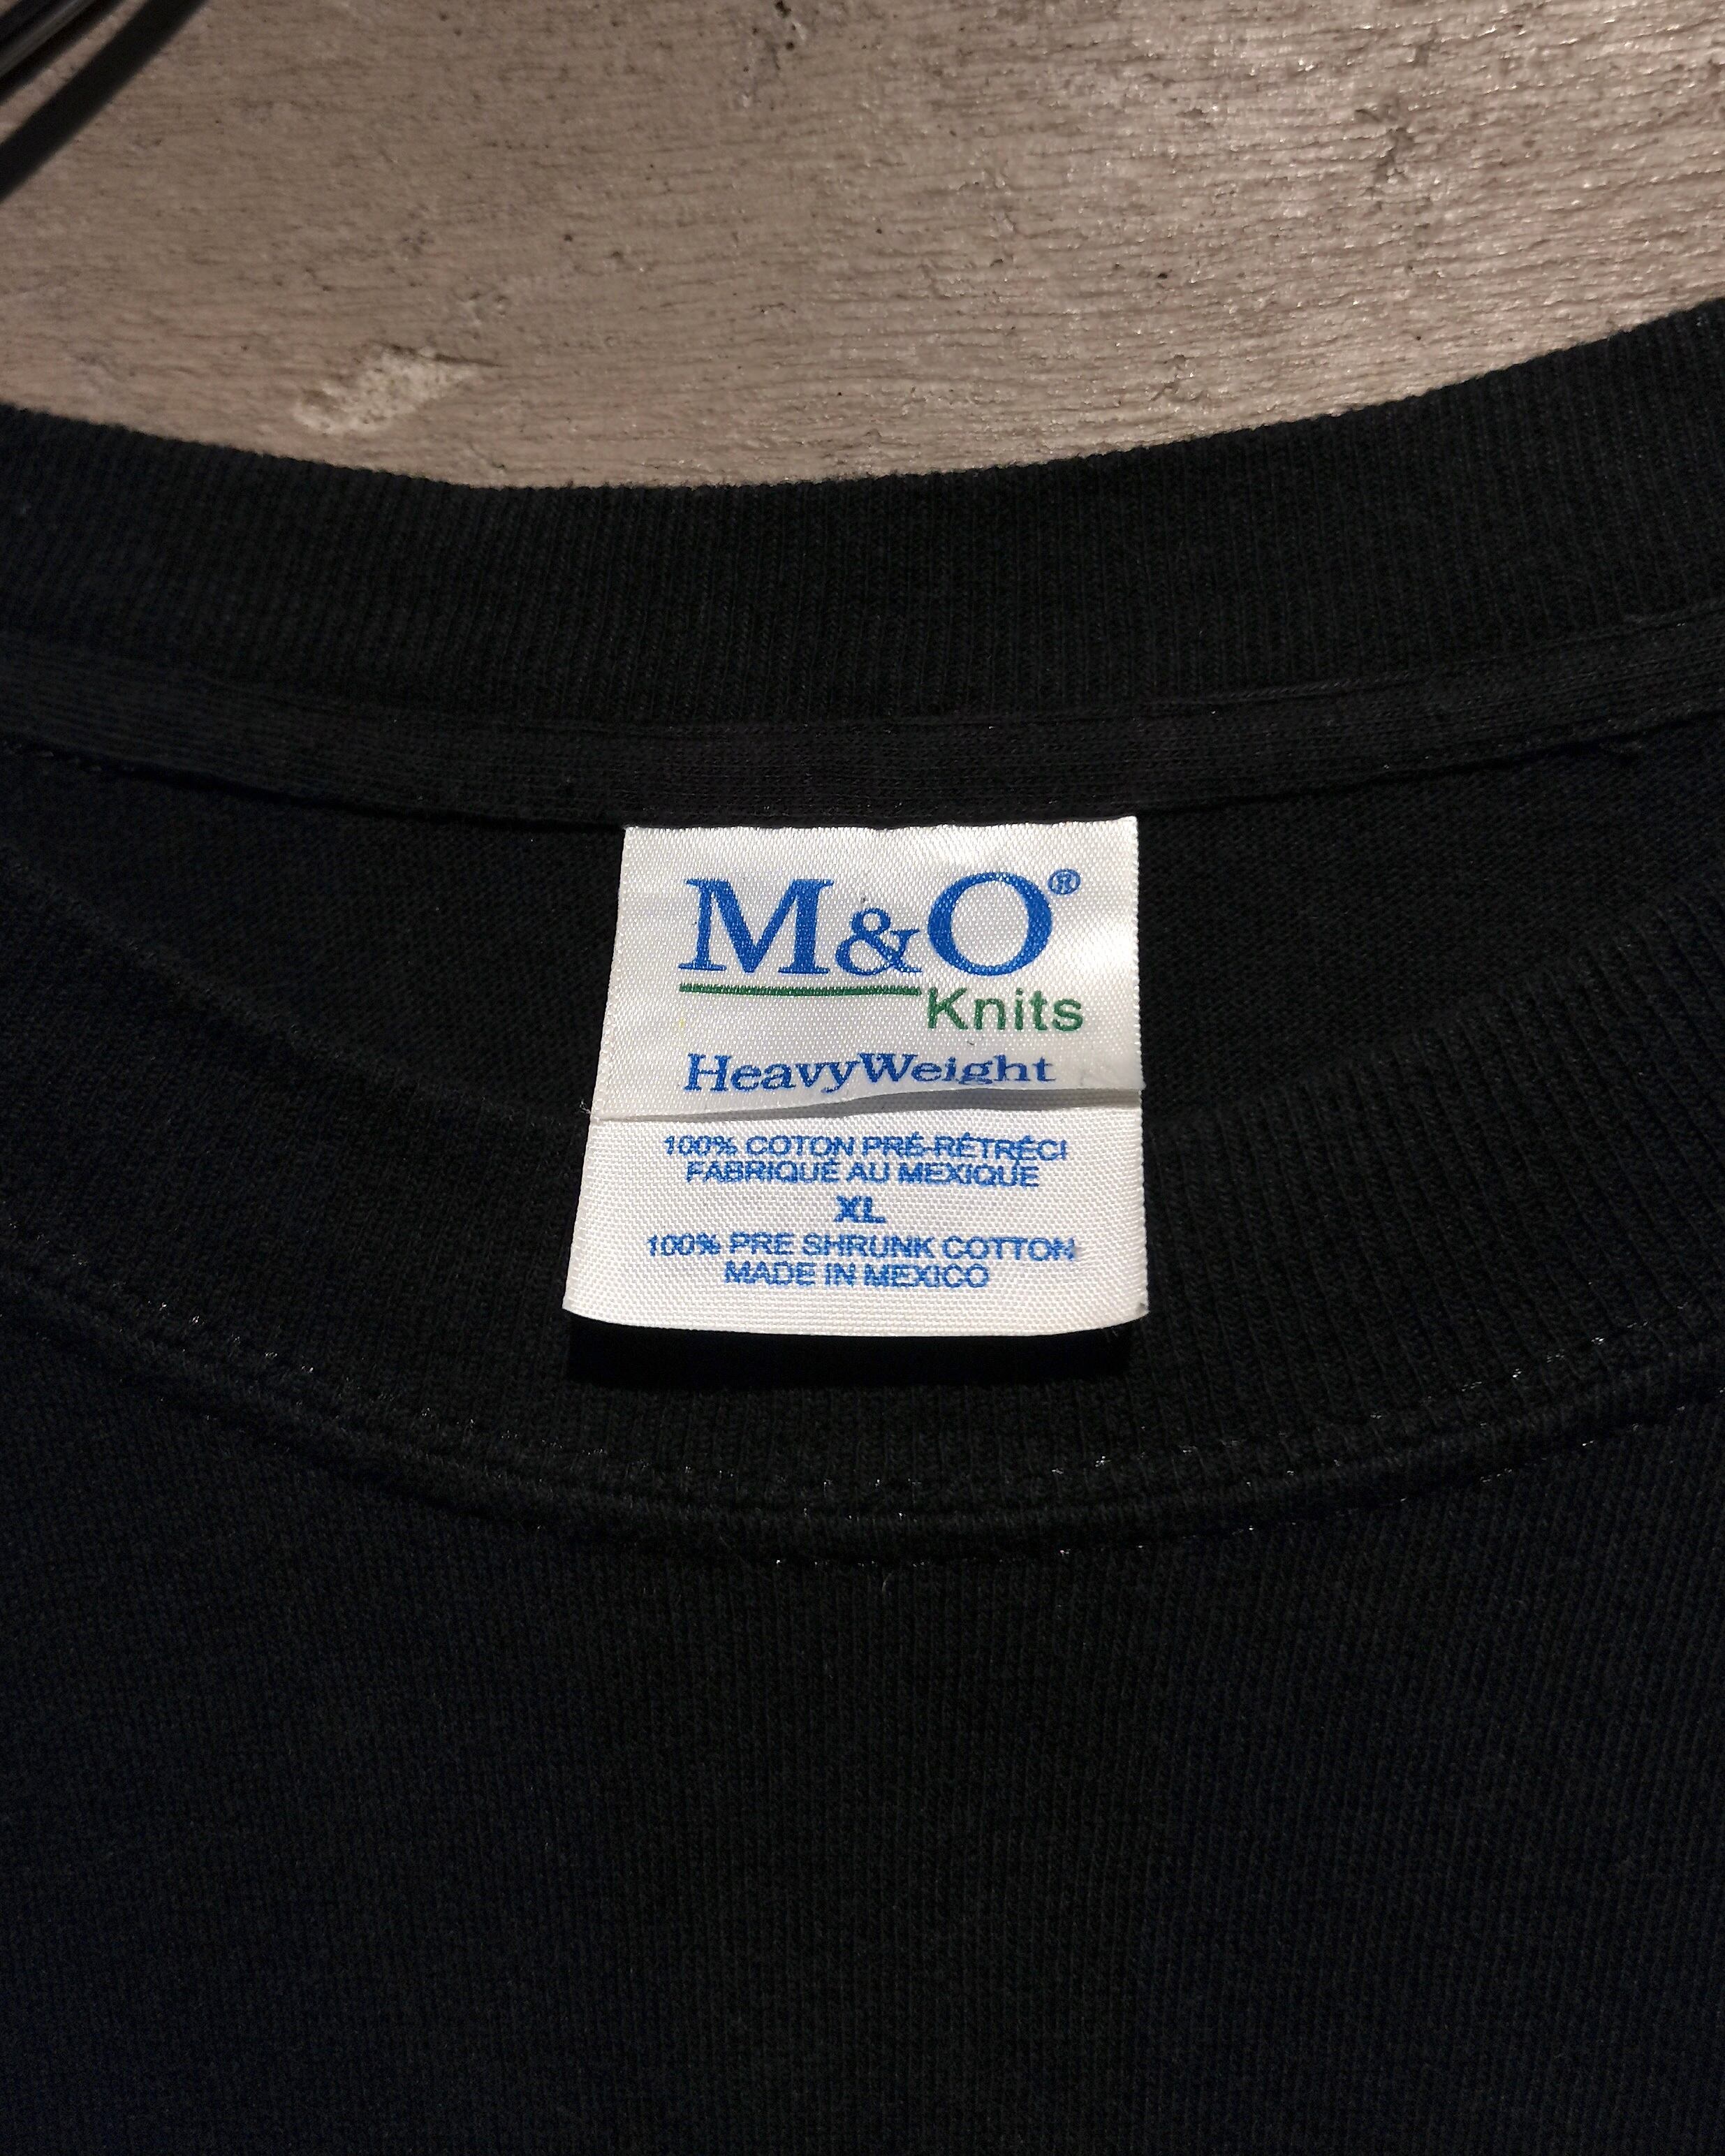 M&O®
Knits
HeavyWeight
100% COTON PRÉ-RÉTRÉCI
FABRIQUÉ AU MEXIQUE
XL
100% PRE SHRUNK COTTON
MADE IN MEXICO